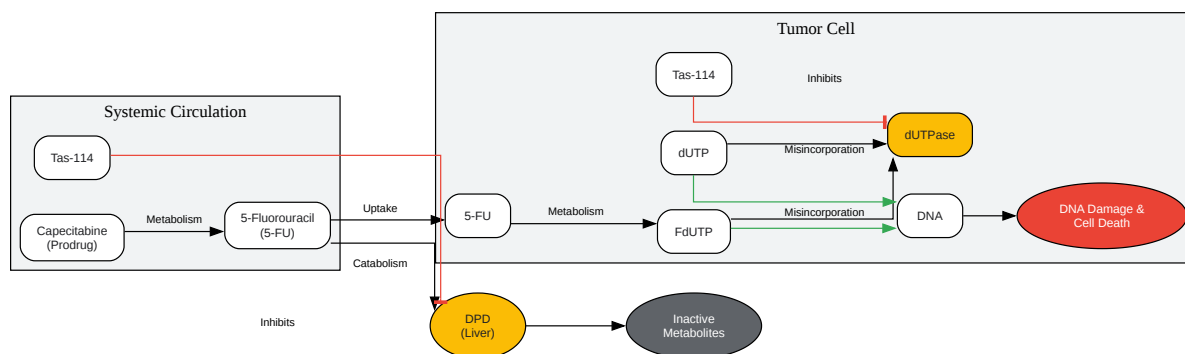 Tumor Cell
Tas-114
Inhibits
Systemic Circulation
Tas-114
dUTPase
dUTP
Misincorporation
Capecitabine
(Prodrug)
Metabolism
5-Fluorouracil
(5-FU)
Uptake
5-FU
Metabolism
FdUTP
Misincorporation
DNA
DNA Damage &
Cell Death
Catabolism
Inhibits
DPD
(Liver)
Inactive
Metabolites